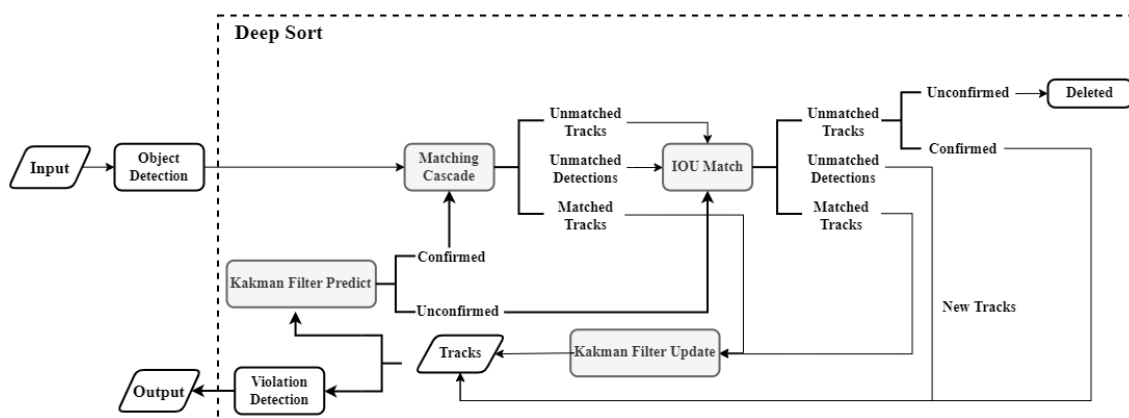 Deep Sort
Input
Object
Detection
Matching
Cascade
Unmatched
Tracks
Unmatched
Detections
Matched
Tracks
IOU Match
Unmatched
Tracks
Unmatched
Detections
Matched
Tracks
Unconfirmed
Deleted
Confirmed
Kakman Filter Predict
Confirmed
Unconfirmed
New Tracks
Tracks
Kakman Filter Update
Output
Violation
Detection